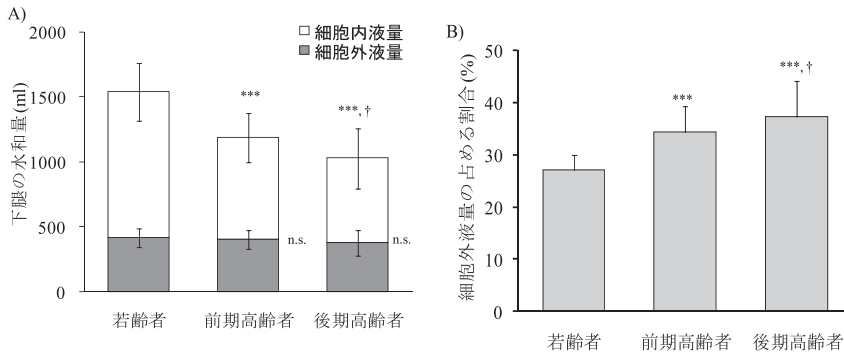 A)
下腿の水和量(ml)
2000
1500
1000
500
0
細胞内液量
細胞外液量
***
***, †
n.s.
n.s.
若齢者 前期高齢者 後期高齢者
B)
細胞外液量の占める割合(%)
50
40
30
20
10
0
***
***, †
若齢者 前期高齢者 後期高齢者